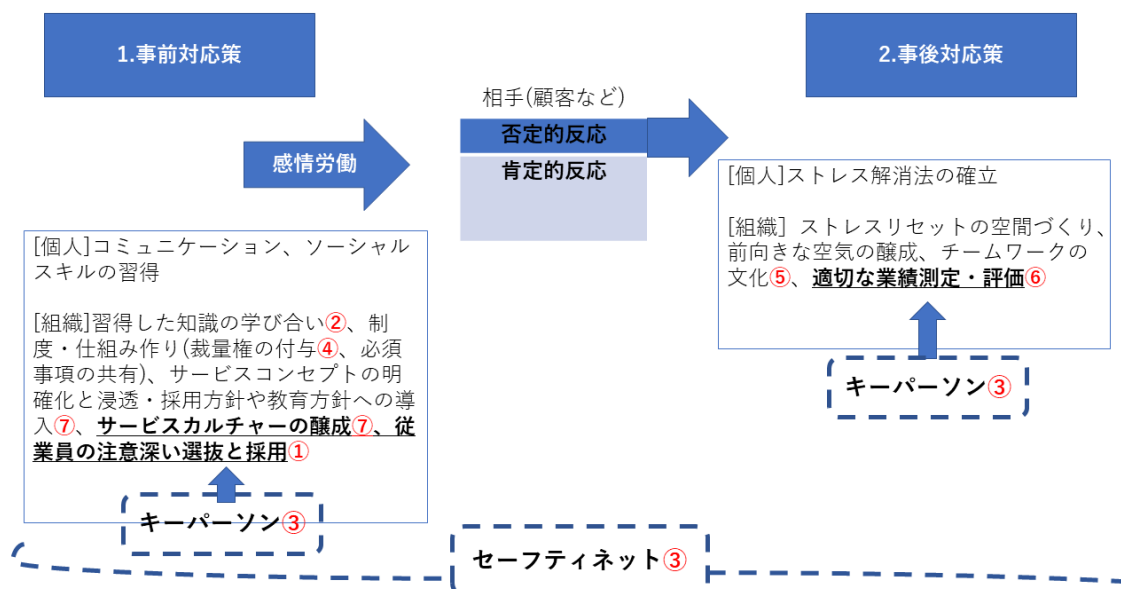 1.事前対応策
2.事後対応策
相手(顧客など)
否定的反応
感情労働
肯定的反応
[個人]ストレス解消法の確立
[組織] ストレスリセットの空間づくり、
前向きな空気の醸成、チームワークの
文化⑤、適切な業績測定・評価⑥
[個人]コミュニケーション、ソーシャル
スキルの習得
[組織]習得した知識の学び合い②、制
度・仕組み作り(裁量権の付与④、必須
事項の共有)、サービスコンセプトの明
確化と浸透・採用方針や教育方針への導
入⑦、サービスカルチャーの醸成⑦、従
業員の注意深い選抜と採用①
キーパーソン③
キーパーソン③
セーフティネット③